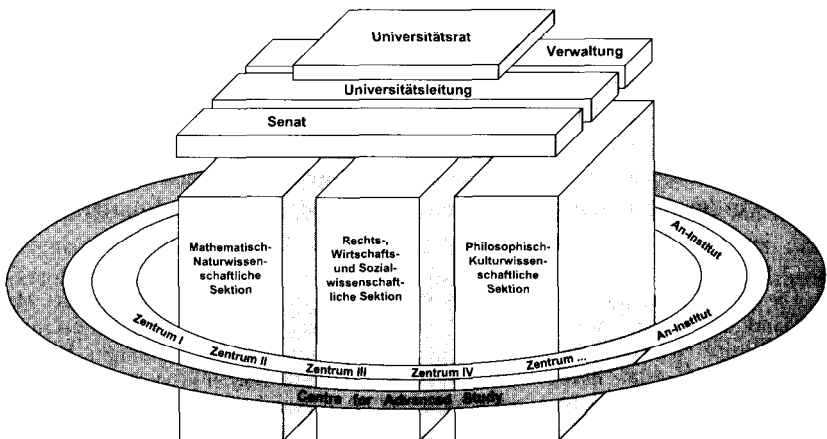 Universitätsrat
Verwaltung
Universitätsleitung
Senat
Mathematisch-
Naturwissen-
schaftliche
Sektion
Rechts-,
Wirtschafts-
und Sozial-
wissenschaft-
liche Sektion
Philosophisch-
Kulturwissen-
schaftliche
Sektion
An-Institut
An-Institut
Zentrum I
Zentrum II
Zentrum III
Zentrum IV
Zentrum ...
Centre for Advanced Study